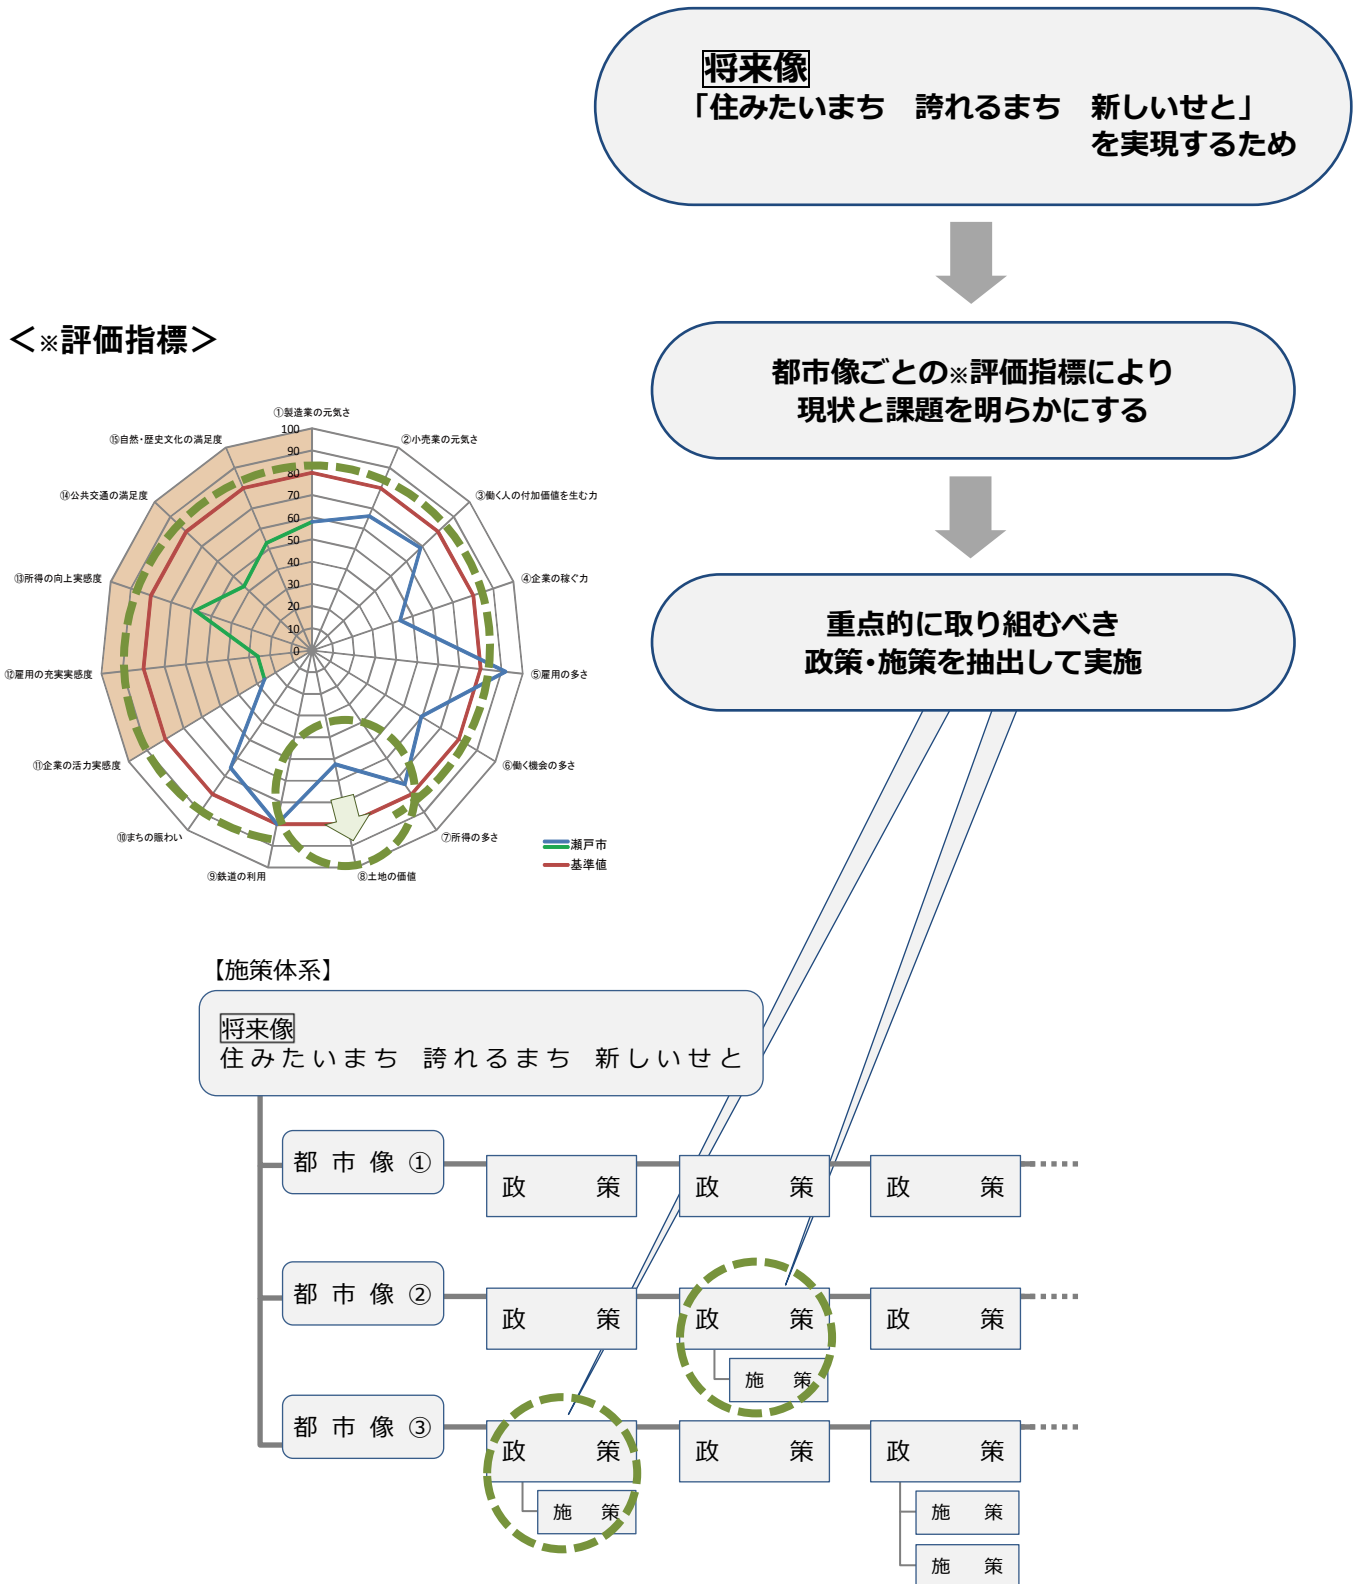 将来像
「住みたいまち　誇れるまち　新しいせと」
を実現するため
＜※評価指標＞
都市像ごとの※評価指標により
現状と課題を明らかにする
重点的に取り組むべき
政策・施策を抽出して実施
①製造業の元気さ
②小売業の元気さ
③働く人の付加価値を生む力
④企業の稼ぐ力
⑤雇用の多さ
⑥働く機会の多さ
⑦所得の多さ
⑧土地の価値
⑨鉄道の利用
⑩まちの賑わい
⑪企業の活力実感度
⑫雇用の充実実感度
⑬所得の向上実感度
⑭公共交通の満足度
⑮自然・歴史文化の満足度
100
90
80
70
60
50
40
30
20
10
0
瀬戸市
基準値
【施策体系】
将来像
住みたいまち　誇れるまち　新しいせと
都市像①
政策
政策
政策
都市像②
政策
政策
政策
施策
都市像③
政策
政策
政策
施策
施策
施策